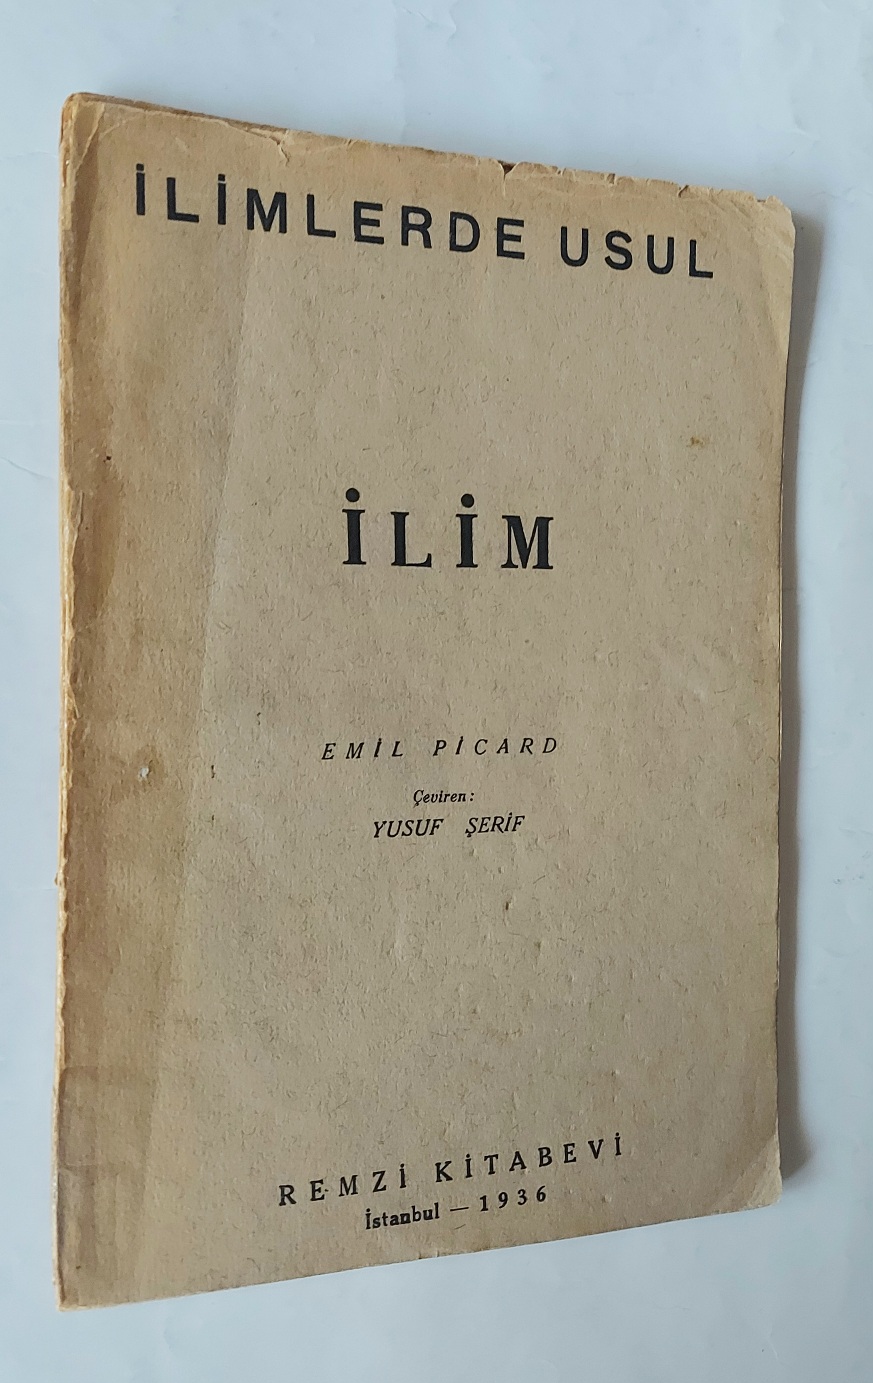 İLİMLERDE USUL
İLİM
EMİL PİCARD
Çeviren:
YUSUF ŞERİF
REMZİ KİTABEVİ
İstanbul — 1936